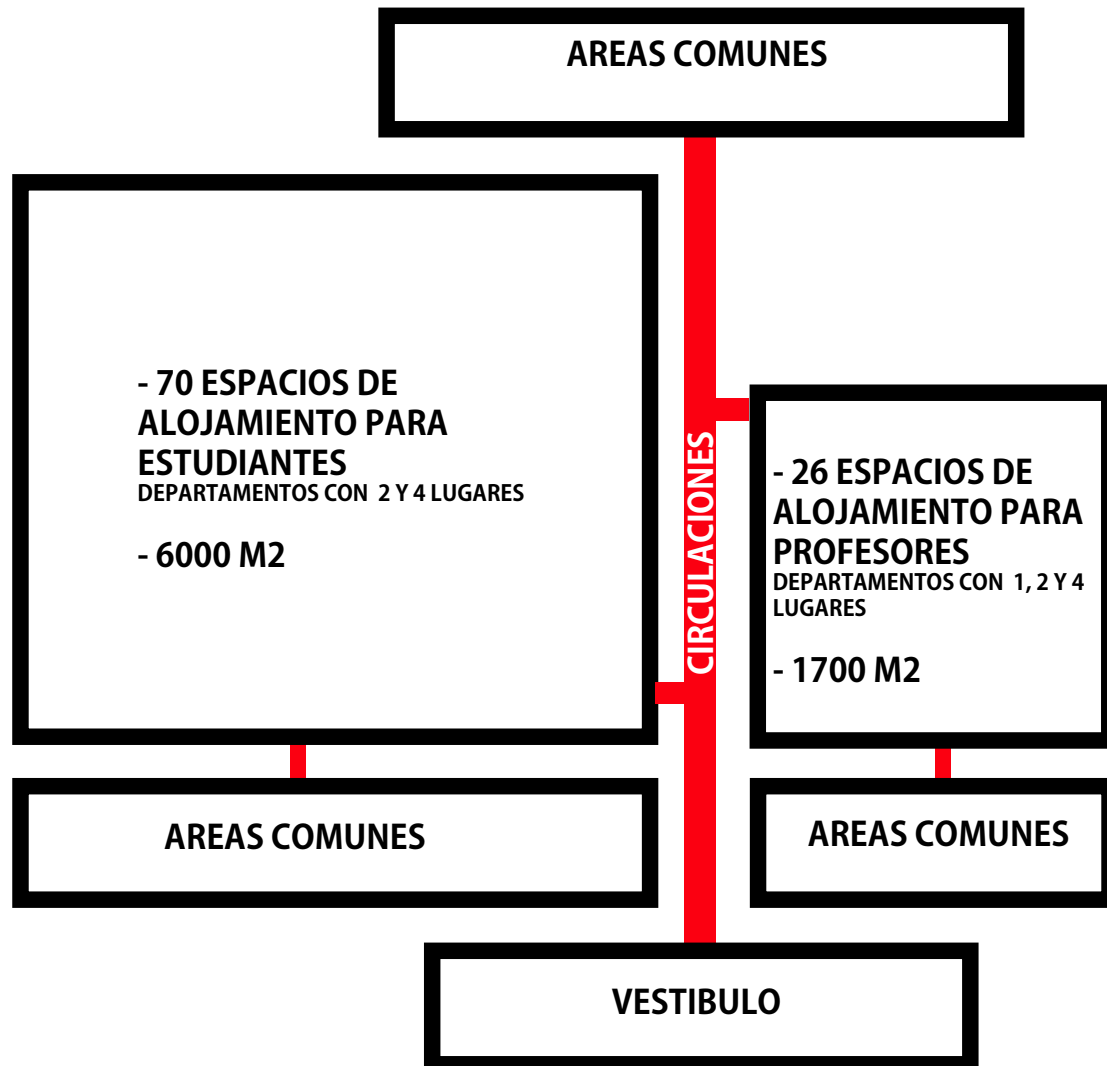 AREAS COMUNES
- 70 ESPACIOS DE
ALOJAMIENTO PARA
ESTUDIANTES
DEPARTAMENTOS CON 2 Y 4 LUGARES
- 6000 M2
CIRCULACIONES
- 26 ESPACIOS DE
ALOJAMIENTO PARA
PROFESORES
DEPARTAMENTOS CON 1, 2 Y 4
LUGARES
- 1700 M2
AREAS COMUNES
AREAS COMUNES
VESTIBULO